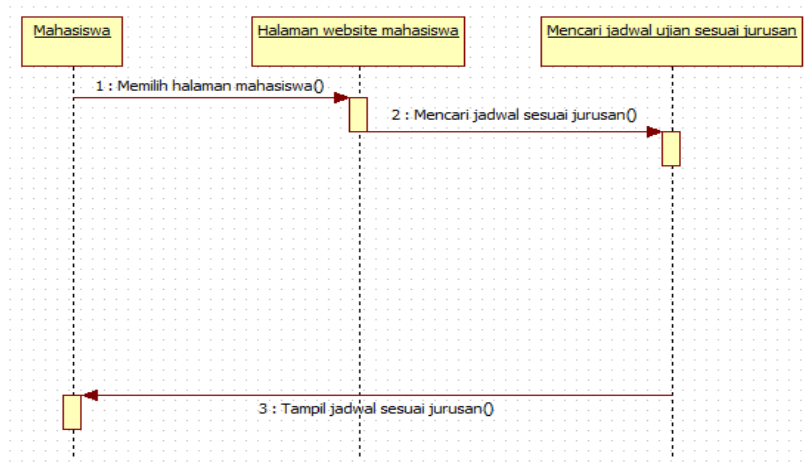 Mahasiswa
Halaman website mahasiswa
Mencari jadwal ujian sesuai jurusan
1 : Memilih halaman mahasiswa()
2 : Mencari jadwal sesuai jurusan()
3 : Tampil jadwal sesuai jurusan()